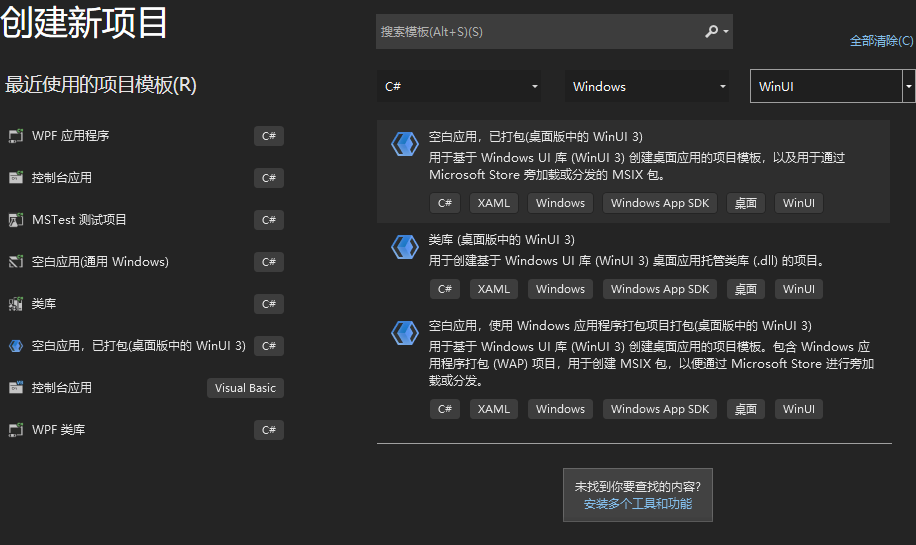 创建新项目
搜索模板(Alt+S)(S)
全部清除(C)
最近使用的项目模板(R)
C#
Windows
WinUI
WPF 应用程序
C#
控制台应用
C#
MSTest 测试项目
C#
空白应用(通用 Windows)
C#
类库
C#
空白应用，已打包(桌面版中的 WinUI 3)
C#
控制台应用
Visual Basic
WPF 类库
C#
空白应用，已打包(桌面版中的 WinUI 3)
用于基于 Windows UI 库 (WinUI 3) 创建桌面应用的项目模板，以及用于通过
Microsoft Store 旁加载或分发的 MSIX 包。
C# XAML Windows Windows App SDK 桌面 WinUI
类库 (桌面版中的 WinUI 3)
用于创建基于 Windows UI 库 (WinUI 3) 桌面应用托管类库 (.dll) 的项目。
C# XAML Windows Windows App SDK 桌面 WinUI
空白应用，使用 Windows 应用程序打包项目打包(桌面版中的 WinUI 3)
用于基于 Windows UI 库 (WinUI 3) 创建桌面应用的项目模板。包含 Windows 应
用程序打包 (WAP) 项目，用于创建 MSIX 包，以便通过 Microsoft Store 进行旁加
载或分发。
C# XAML Windows Windows App SDK 桌面 WinUI
未找到你要查找的内容?
安装多个工具和功能